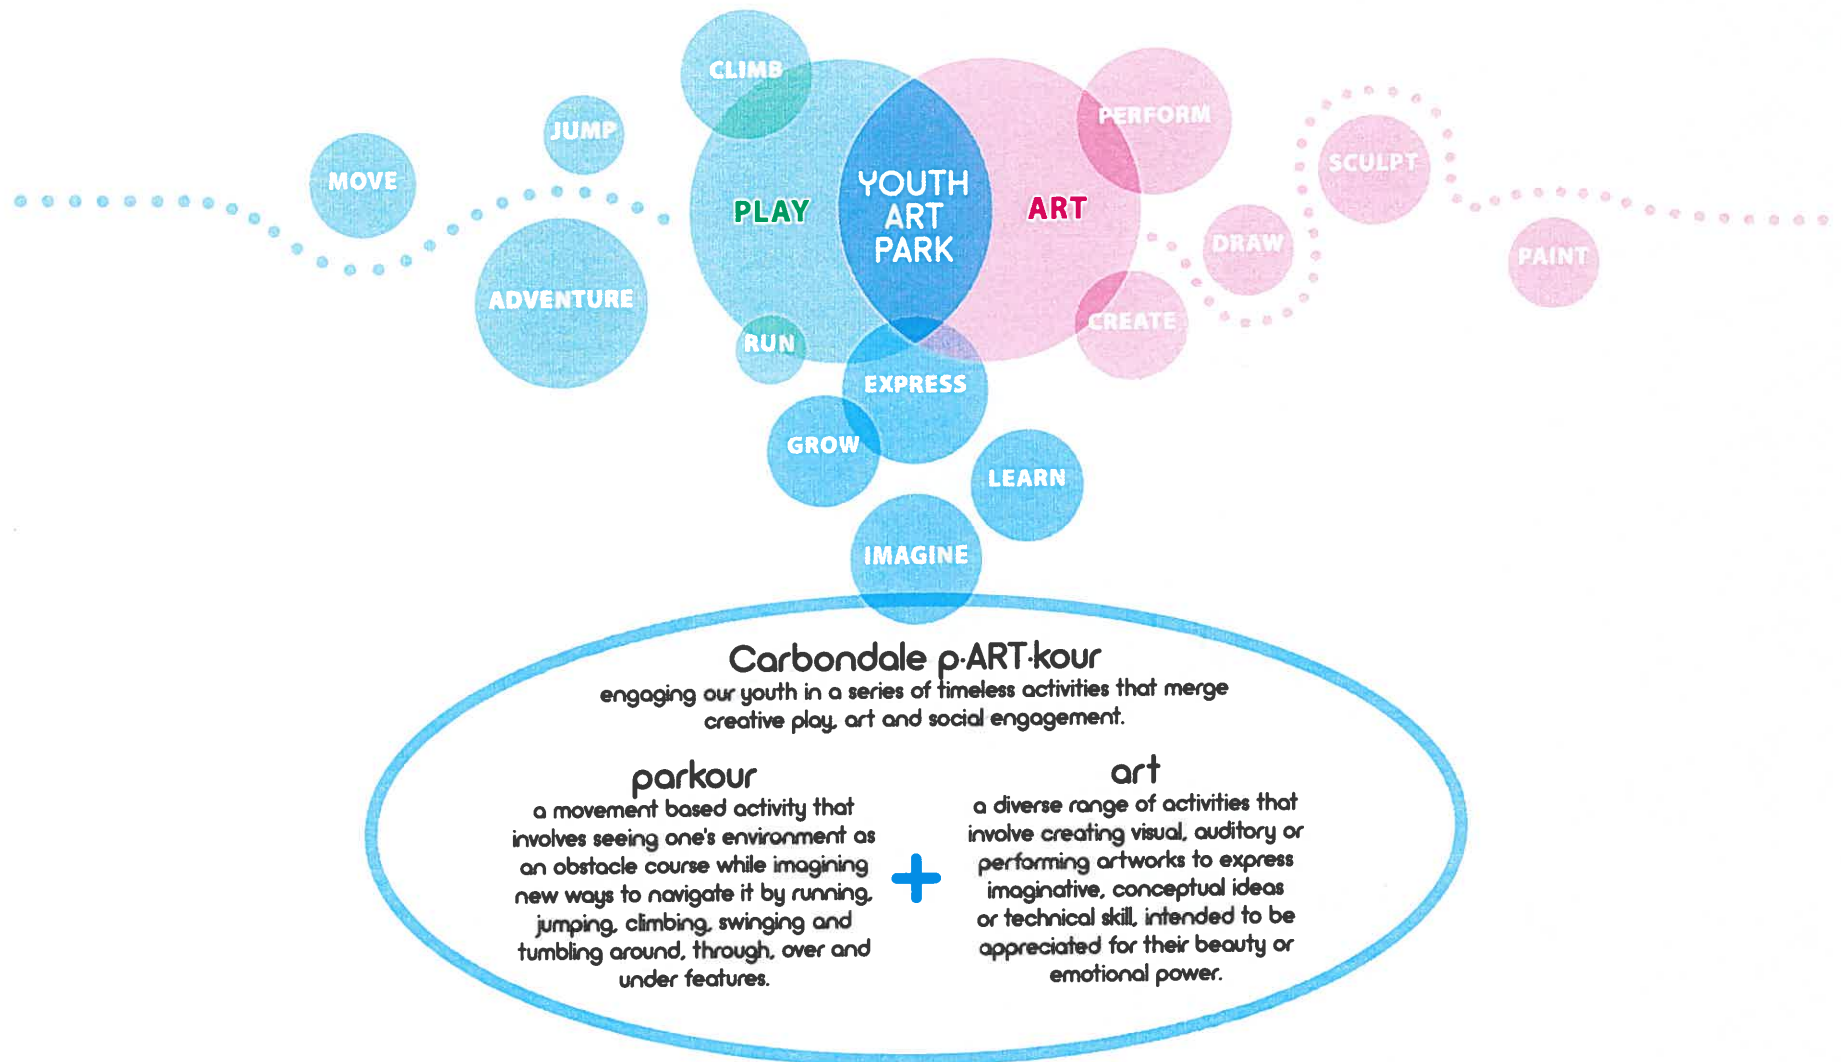 CLIMB
JUMP
MOVE
ADVENTURE
PLAY
YOUTH
ART
PARK
ART
PERFORM
SCULPT
DRAW
PAINT
CREATE
RUN
EXPRESS
GROW
LEARN
IMAGINE
Carbondale p·ART·kour
engaging our youth in a series of timeless activities that merge
creative play, art and social engagement.
parkour
a movement based activity that
involves seeing one's environment as
an obstacle course while imagining
new ways to navigate it by running,
jumping, climbing, swinging and
tumbling around, through, over and
under features.
+
art
a diverse range of activities that
involve creating visual, auditory or
performing artworks to express
imaginative, conceptual ideas
or technical skill, intended to be
appreciated for their beauty or
emotional power.